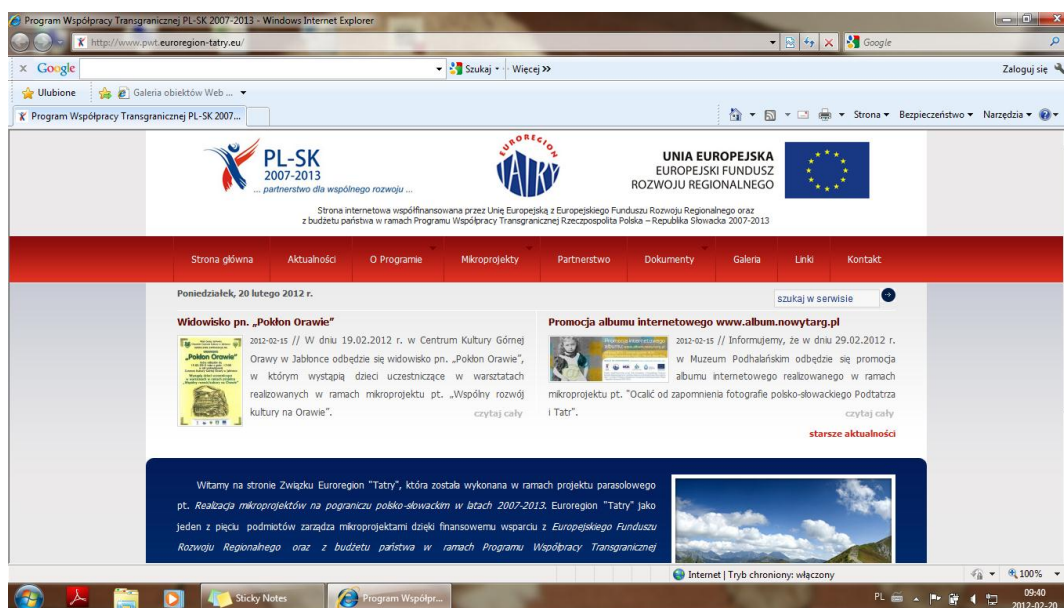 Program Współpracy Transgranicznej PL-SK 2007-2013 - Windows Internet Explorer
http://www.pwt.euroregion-tatry.eu/
Google
Google
Szukaj
Więcej >>
Zaloguj się
Ulubione
Galeria obiektów Web ...
Program Współpracy Transgranicznej PL-SK 2007...
Strona
Bezpieczeństwo
Narzędzia
PL-SK
2007-2013
... partnerstwo dla wspólnego rozwoju ...
EUROREGION
TATRY
UNIA EUROPEJSKA
EUROPEJSKI FUNDUSZ
ROZWOJU REGIONALNEGO
Strona internetowa współfinansowana przez Unię Europejską z Europejskiego Funduszu Rozwoju Regionalnego oraz
z budżetu państwa w ramach Programu Współpracy Transgranicznej Rzeczpospolita Polska – Republika Słowacka 2007-2013
Strona główna
Aktualności
O Programie
Mikroprojekty
Partnerstwo
Dokumenty
Galeria
Linki
Kontakt
Poniedziałek, 20 lutego 2012 r.
szukaj w serwisie
Widowisko pn. „Pokłon Orawie”
„Pokłon Orawie”
2012-02-15 // W dniu 19.02.2012 r. w Centrum Kultury Górnej
Orawy w Jabłonce odbędzie się widowisko pn. „Pokłon Orawie”,
w którym wystąpią dzieci uczestniczące w warsztatach
realizowanych w ramach mikroprojektu pt. „Wspólny rozwój
kultury na Orawie”.
czytaj cały
Promocja albumu internetowego www.album.nowytarg.pl
2012-02-15 // Informujemy, że w dniu 29.02.2012 r.
w Muzeum Podhalańskim odbędzie się promocja
albumu internetowego realizowanego w ramach
mikroprojektu pt. "Ocalić od zapomnienia fotografie polsko-słowackiego Podtatrza
i Tatr".
czytaj cały
starsze aktualności
Witamy na stronie Związku Euroregion "Tatry", która została wykonana w ramach projektu parasolowego
pt. Realizacja mikroprojektów na pograniczu polsko-słowackim w latach 2007-2013. Euroregion "Tatry" jako
jeden z pięciu podmiotów zarządza mikroprojektami dzięki finansowemu wsparciu z Europejskiego Funduszu
Rozwoju Regionalnego oraz z budżetu państwa w ramach Programu Współpracy Transgranicznej
Internet | Tryb chroniony: włączony
100%
Sticky Notes
Program Współpr...
PL
09:40
2012-02-20